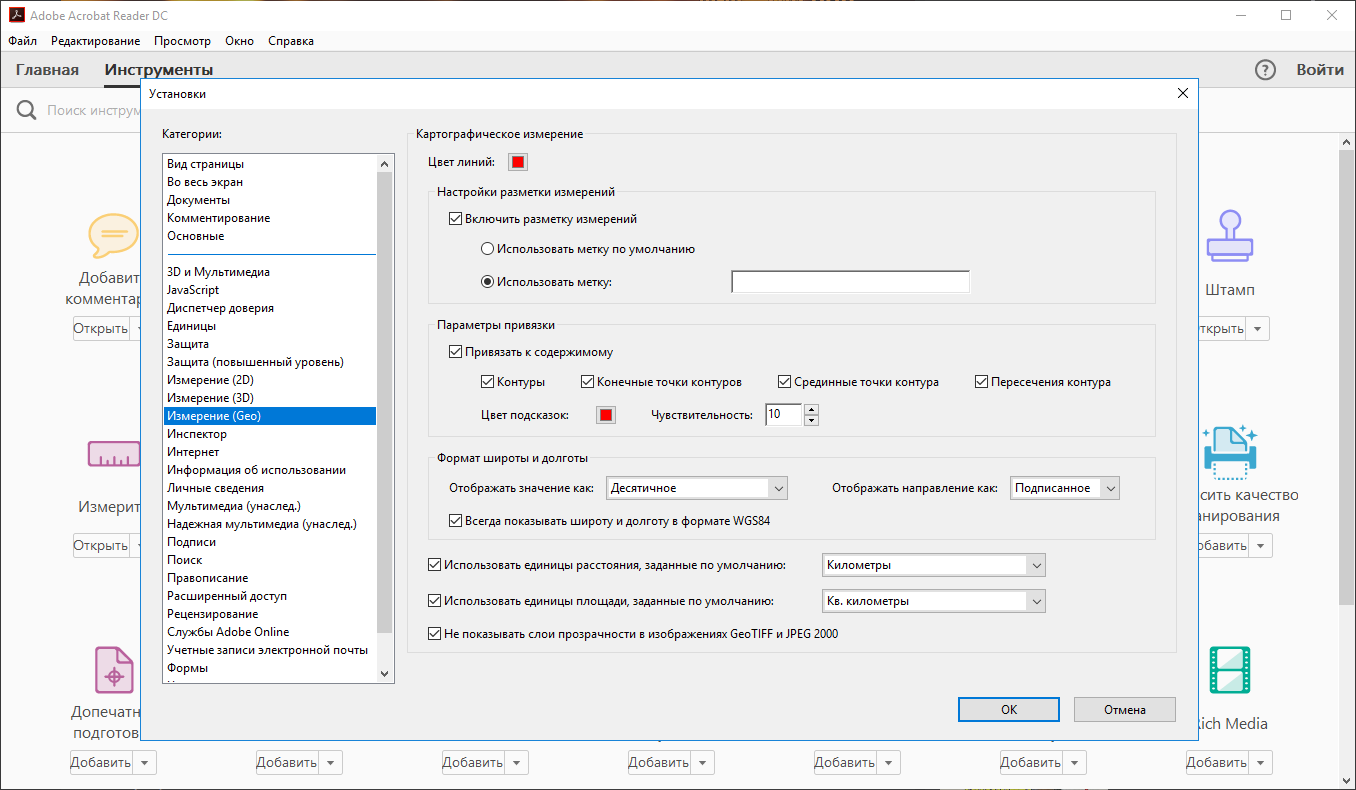 Adobe Acrobat Reader DC
Файл Редактирование Просмотр Окно Справка
Главная Инструменты Войти
Поиск инструм
Установки
Категории:
Вид страницы
Во весь экран
Документы
Комментирование
Основные
3D и Мультимедиа
JavaScript
Диспетчер доверия
Единицы
Защита
Защита (повышенный уровень)
Измерение (2D)
Измерение (3D)
Измерение (Geo)
Инспектор
Интернет
Информация об использовании
Личные сведения
Мультимедиа (унаслед.)
Надежная мультимедиа (унаслед.)
Подписи
Поиск
Правописание
Расширенный доступ
Рецензирование
Службы Adobe Online
Учетные записи электронной почты
Формы
Картографическое измерение
Цвет линий:
Настройки разметки измерений
Включить разметку измерений
Использовать метку по умолчанию
Использовать метку:
Параметры привязки
Привязать к содержимому
Контуры Конечные точки контуров Срединные точки контура Пересечения контура
Цвет подсказок: Чувствительность: 10
Формат широты и долготы
Отображать значение как: Десятичное Отображать направление как: Подписанное
Всегда показывать широту и долготу в формате WGS84
Использовать единицы расстояния, заданные по умолчанию: Километры
Использовать единицы площади, заданные по умолчанию: Кв. километры
Не показывать слои прозрачности в изображениях GeoTIFF и JPEG 2000
OK Отмена
Добавит
комментар
Открыть
Штамп
ткрыть
Измерит
Открыть
сить качество
анирования
обавить
Допечатн
подготов
Rich Media
Добавить Добавить Добавить Добавить Добавить Добавить Добавить